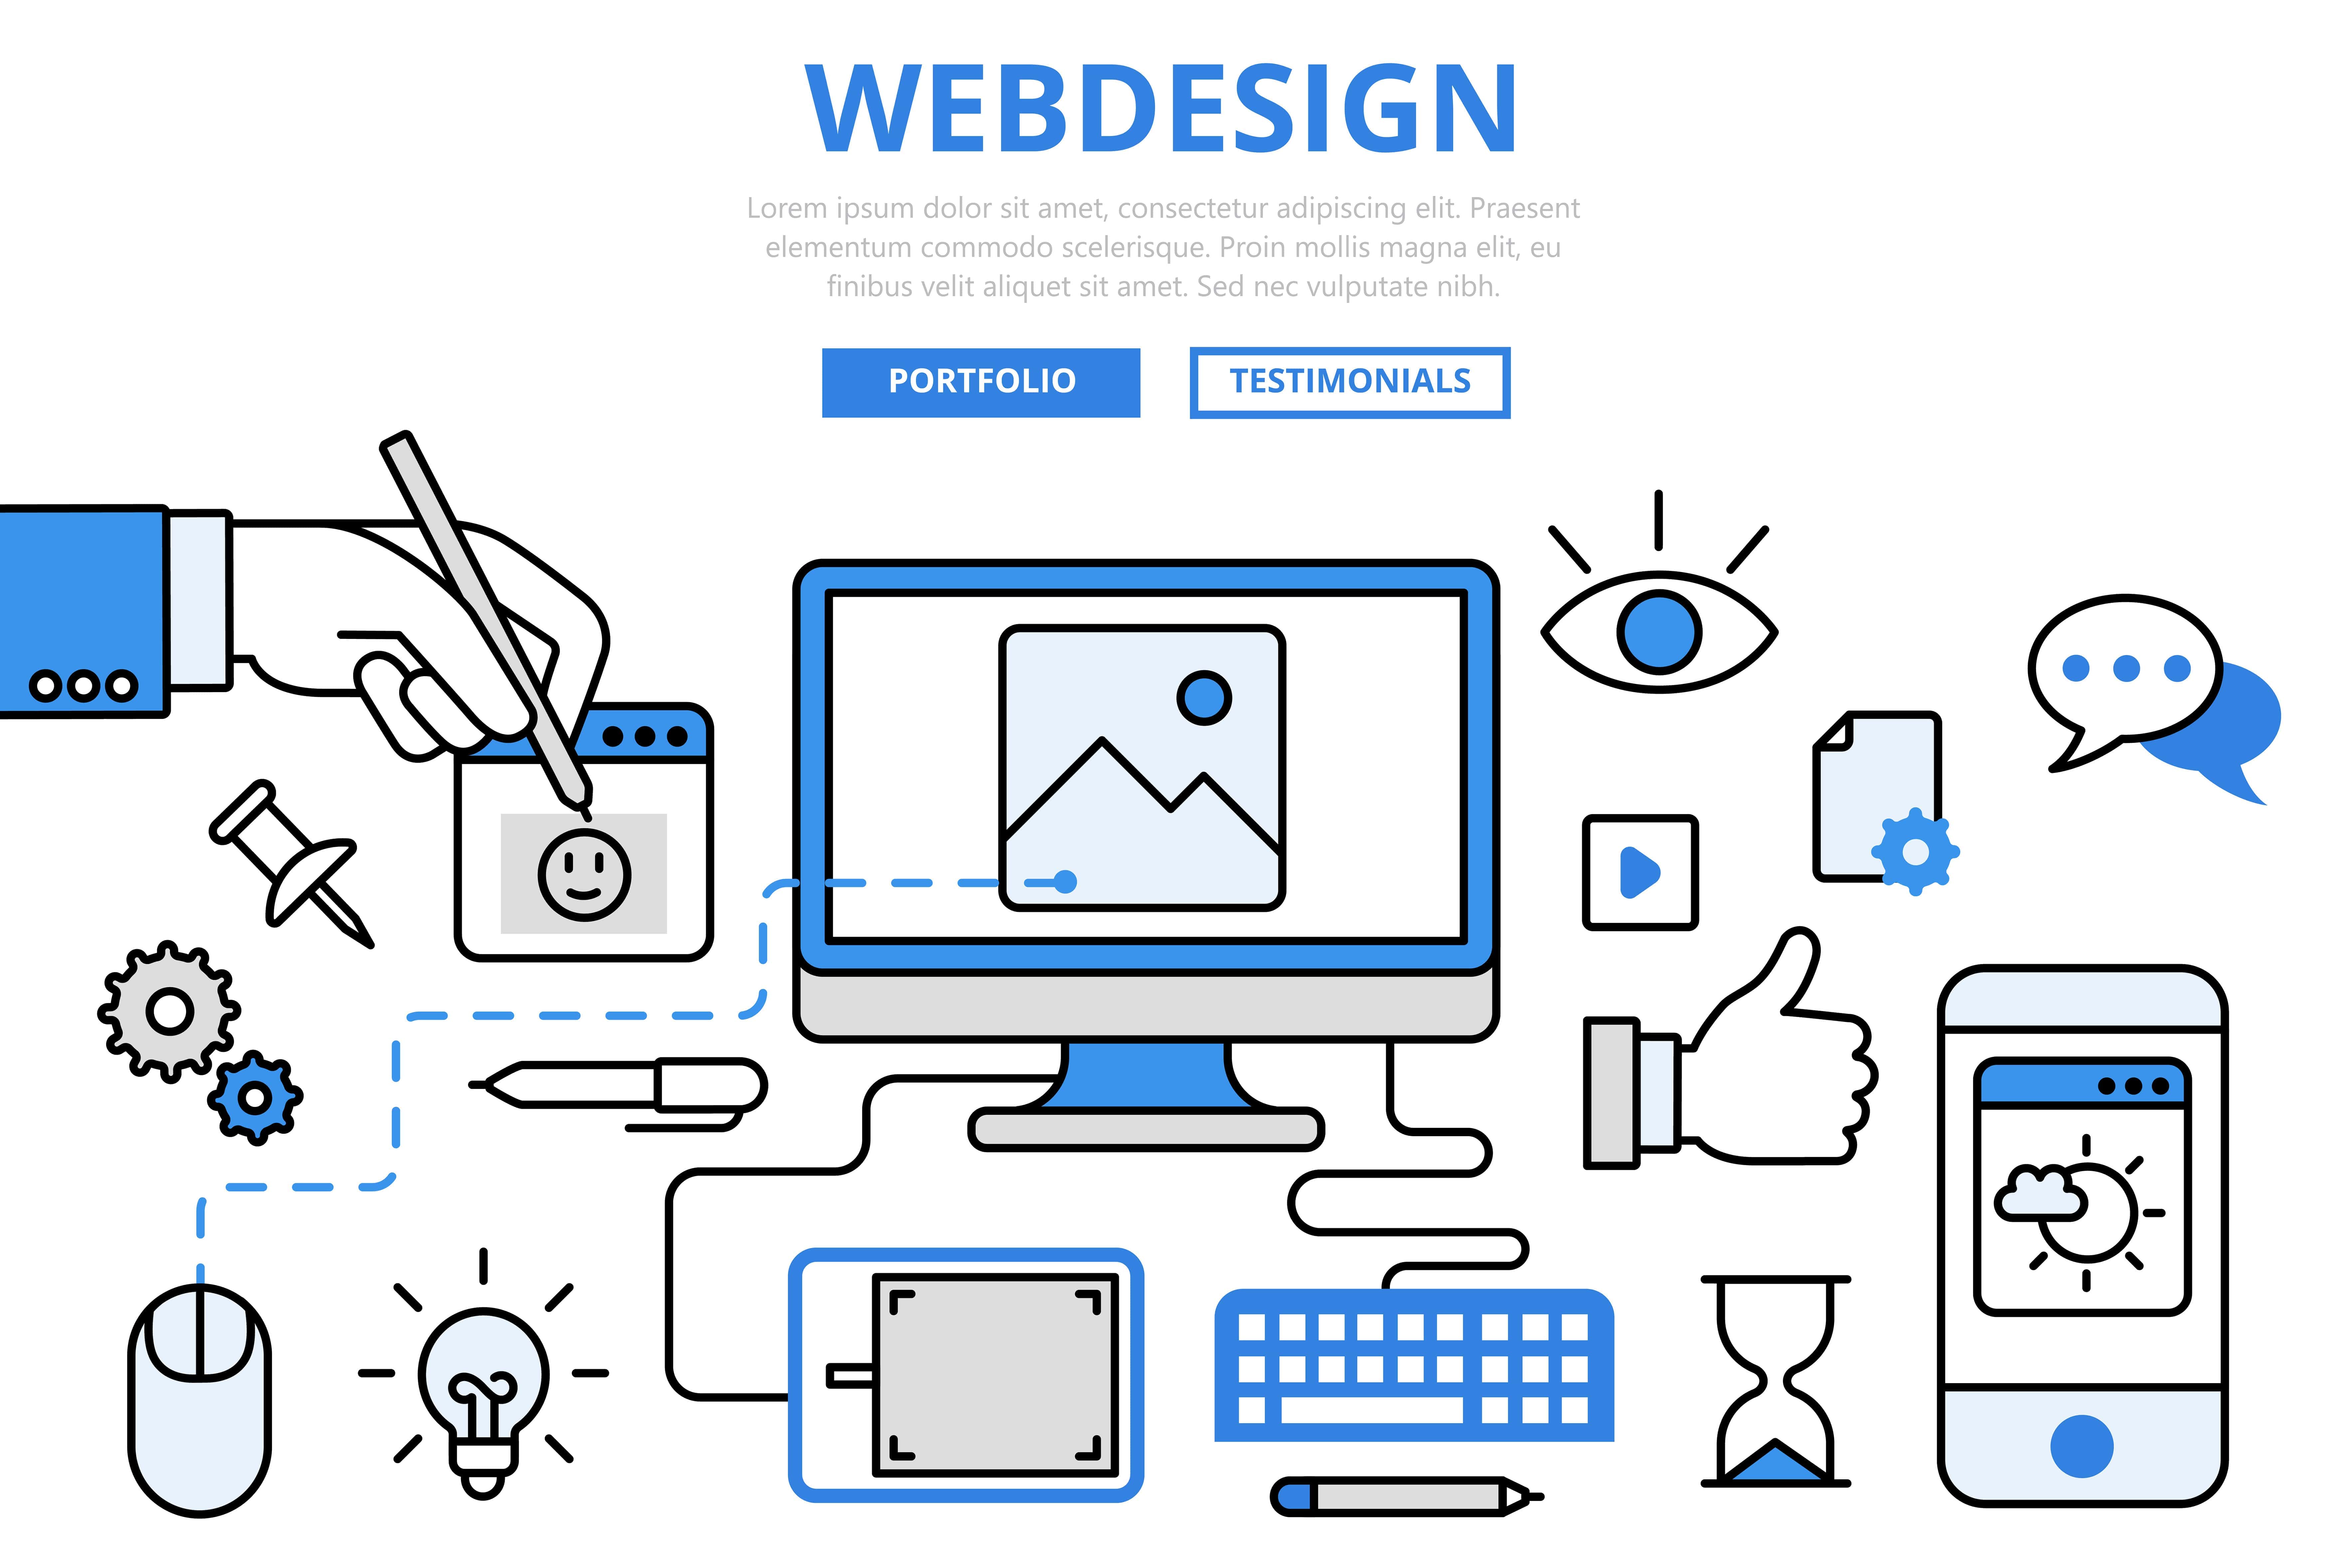 WEBDESIGN
Lorem ipsum dolor sit amet, consectetur adipiscing elit. Praesent
elementum commodo scelerisque. Proin mollis magna elit, eu
finibus velit aliquet sit amet. Sed nec vulputate nibh.
PORTFOLIO
TESTIMONIALS